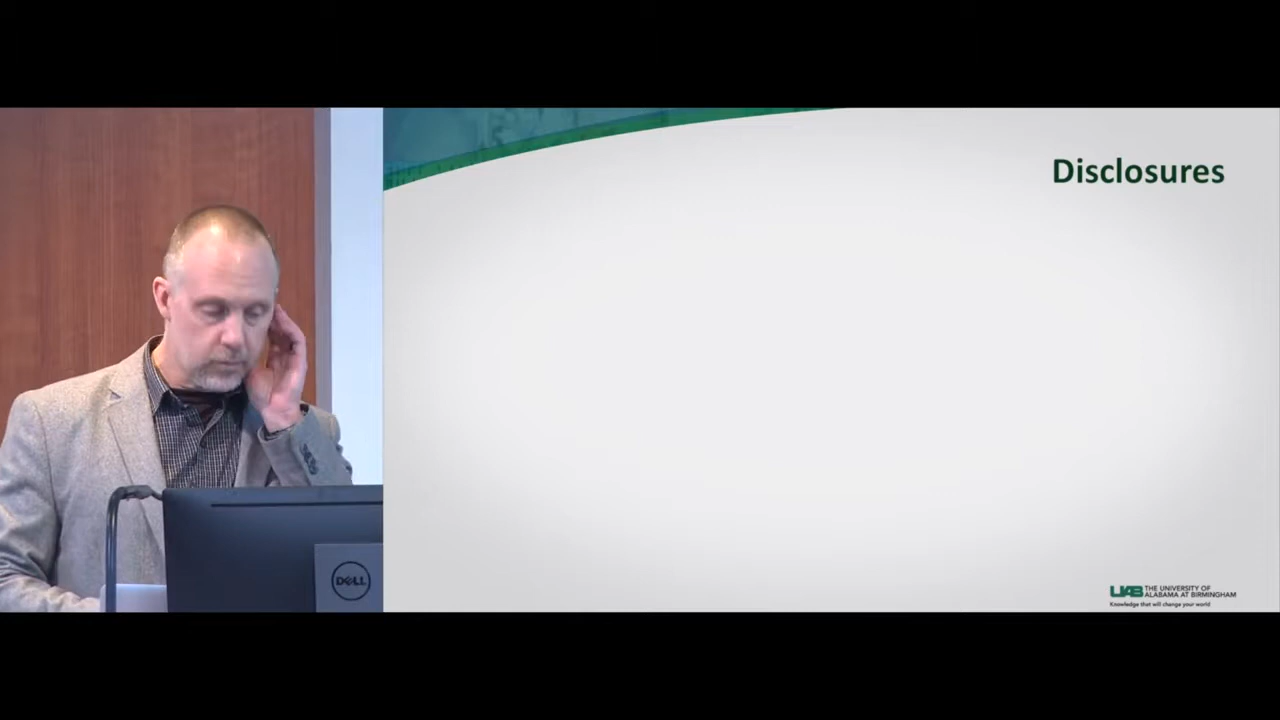 Disclosures
UAB THE UNIVERSITY OF
ALABAMA AT BIRMINGHAM
Knowledge that will change your world
DELL